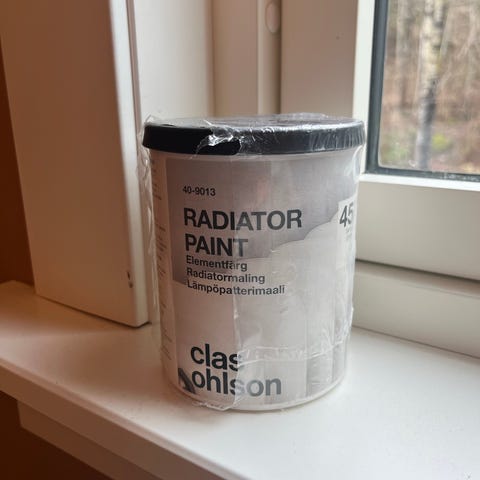 40-9013
RADIATOR
PAINT
Elementfärg
Radiatormaling
Lämpöpatterimaali
45
clas
ohlson